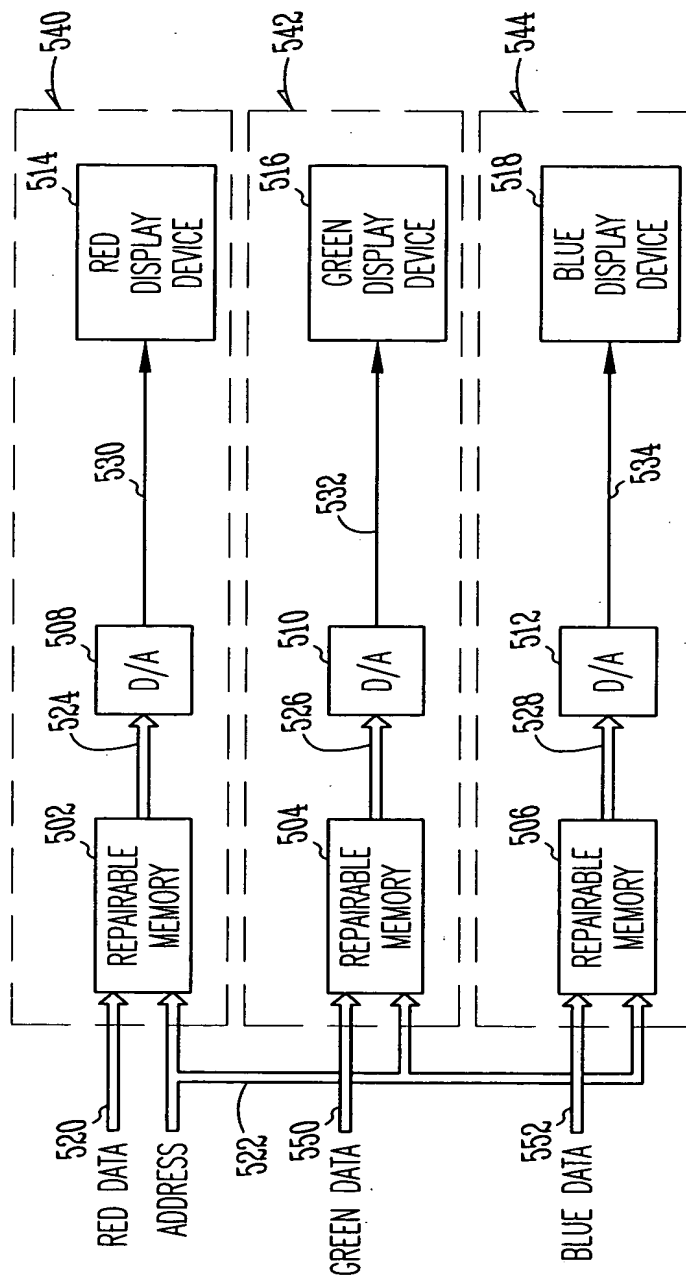 540
514
RED
DISPLAY
DEVICE
530
508
D/A
524
502
REPAIRABLE
MEMORY
520
RED DATA
ADDRESS
522
542
516
GREEN
DISPLAY
DEVICE
532
510
D/A
526
504
REPAIRABLE
MEMORY
550
GREEN DATA
544
518
BLUE
DISPLAY
DEVICE
534
512
D/A
528
506
REPAIRABLE
MEMORY
552
BLUE DATA